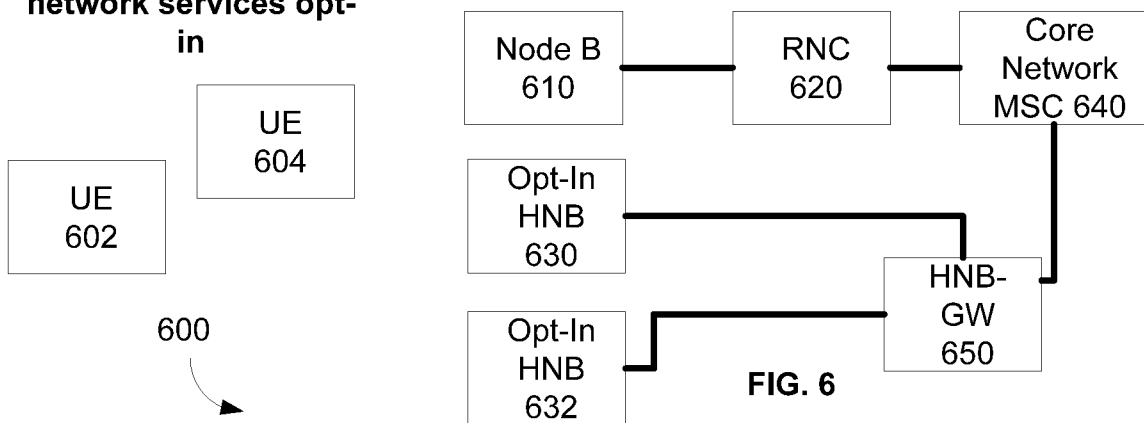 network services opt-
in
UE
604
UE
602
600
Node B
610
RNC
620
Core
Network
MSC 640
Opt-In
HNB
630
HNB-
GW
650
Opt-In
HNB
632
FIG. 6